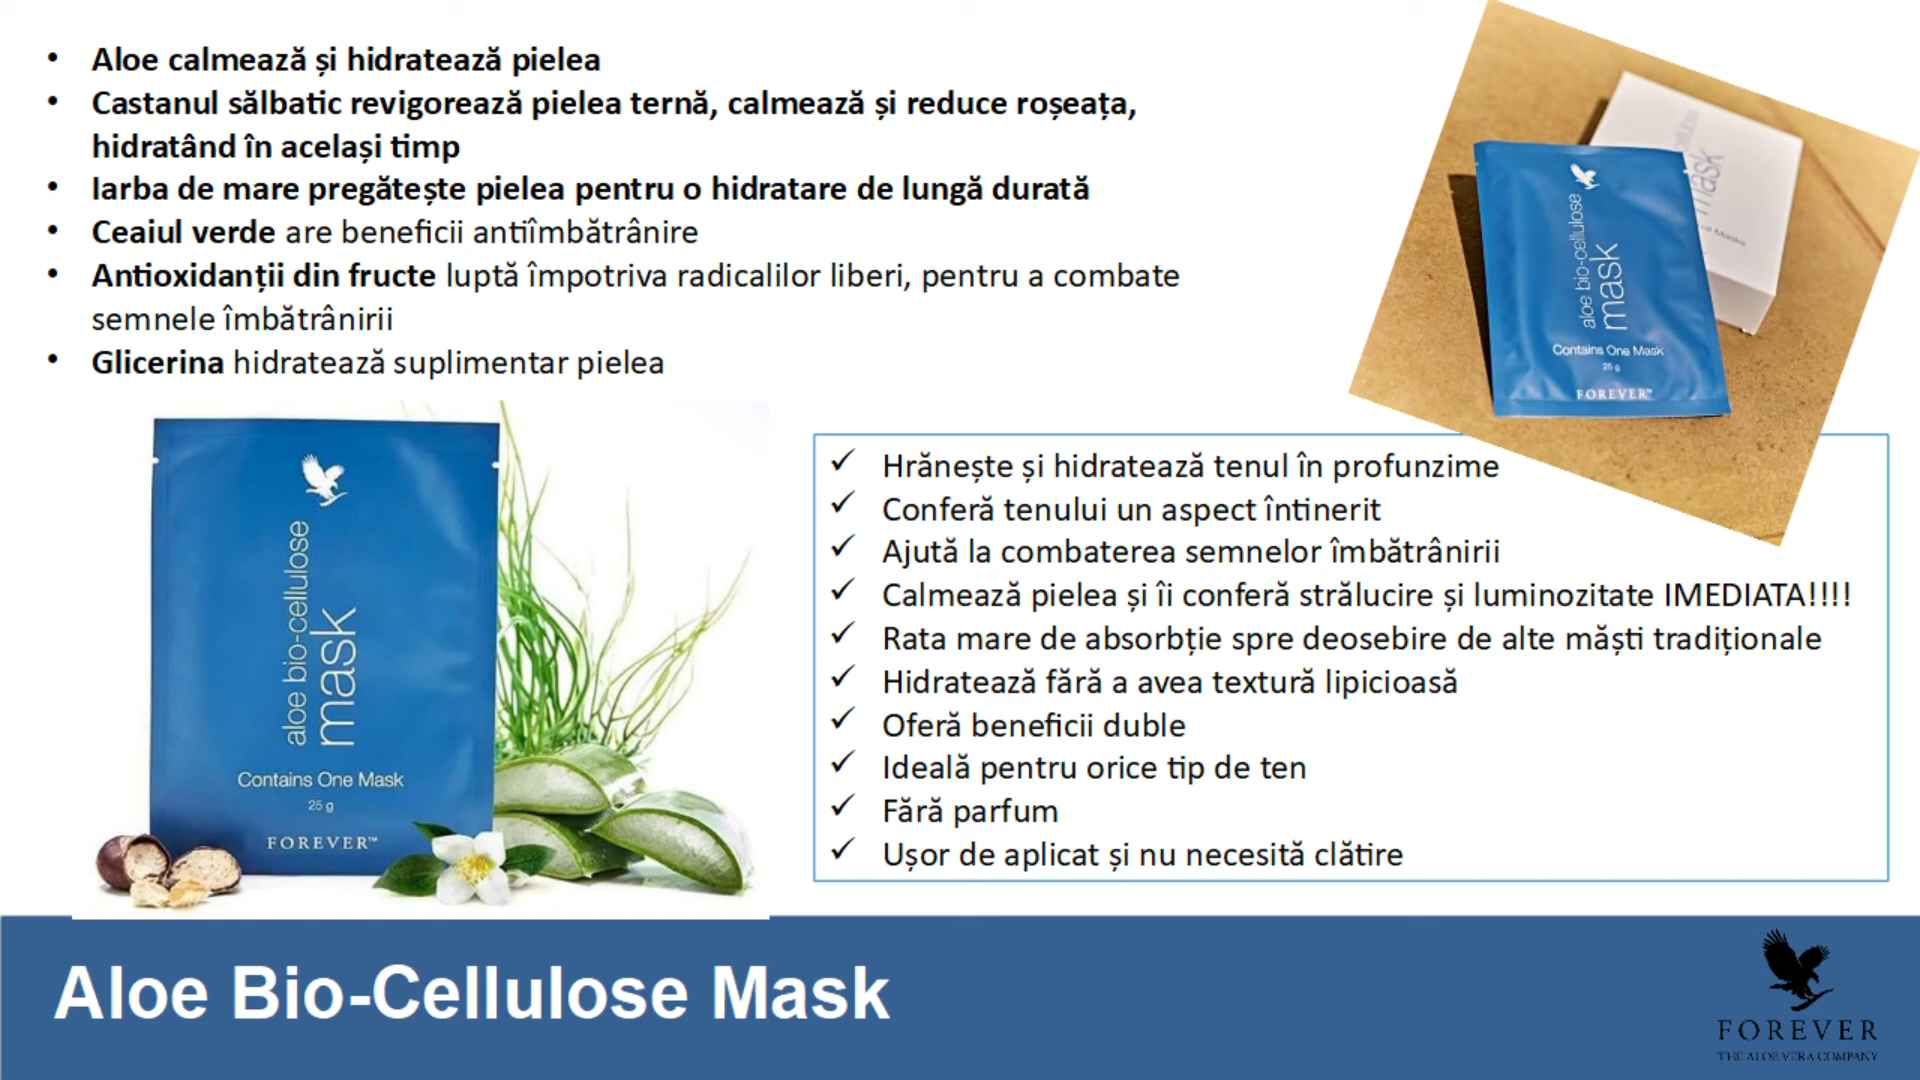 • Aloe calmează și hidratează pielea
• Castanul sălbatic revigorează pielea ternă, calmează și reduce roșeața,
hidratând în același timp
• Iarba de mare pregătește pielea pentru o hidratare de lungă durată
• Ceaiul verde are beneficii antiîmbătrânire
• Antioxidanții din fructe luptă împotriva radicalilor liberi, pentru a combate
semnele îmbătrânirii
• Glicerina hidratează suplimentar pielea
mask
aloe bio-cellulose
mask
Contains One Mask
25 g
FOREVER™
aloe bio-cellulose
mask
Contains One Mask
25 g
FOREVER™
✓ Hrănește și hidratează tenul în profunzime
✓ Conferă tenului un aspect întinerit
✓ Ajută la combaterea semnelor îmbătrânirii
✓ Calmează pielea și îi conferă strălucire și luminozitate IMEDIATA!!!!
✓ Rata mare de absorbție spre deosebire de alte măști tradiționale
✓ Hidratează fără a avea textură lipicioasă
✓ Oferă beneficii duble
✓ Ideală pentru orice tip de ten
✓ Fără parfum
✓ Ușor de aplicat și nu necesită clătire
Aloe Bio-Cellulose Mask
FOREVER
THE ALOE VERA COMPANY